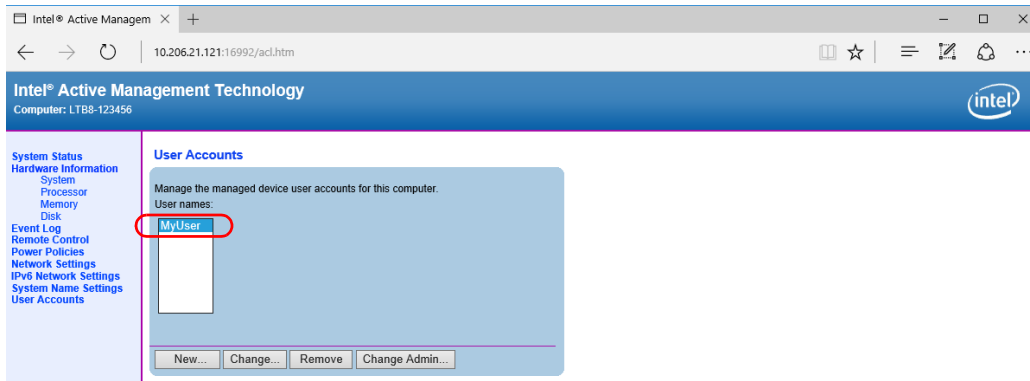 Intel® Active Managem
10.206.21.121:16992/acl.htm
Intel® Active Management Technology
Computer: LTB8-123456
intel
System Status
Hardware Information
System
Processor
Memory
Disk
Event Log
Remote Control
Power Policies
Network Settings
IPv6 Network Settings
System Name Settings
User Accounts
User Accounts
Manage the managed device user accounts for this computer.
User names:
MyUser
New... Change... Remove Change Admin...